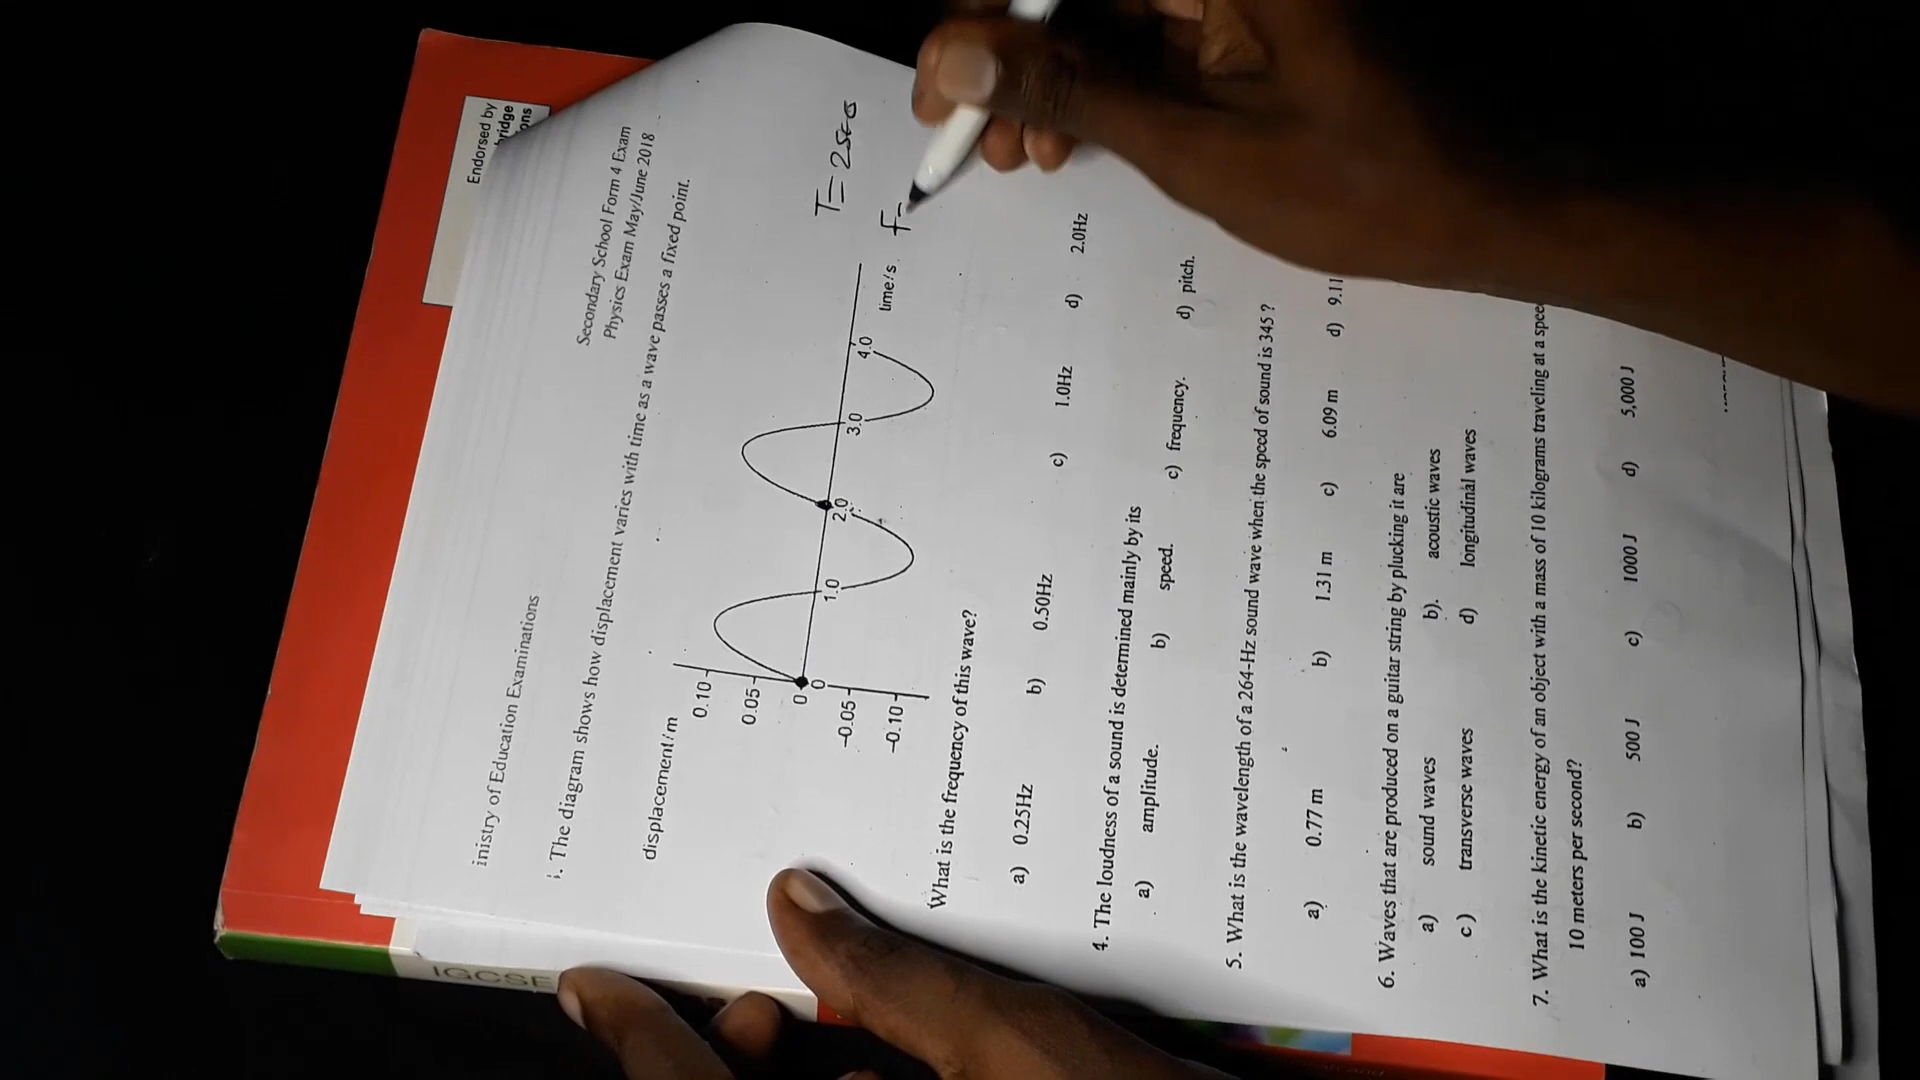 Endorsed by
ridge
ons
Secondary School Form 4 Exam
Physics Exam May/June 2018
inistry of Education Examinations
. The diagram shows how displacement varies with time as a wave passes a fixed point.
displacement/m
0.10
0.05
0
-0.05
-0.10
0 1.0 2.0 3.0 4.0
time/s
T = 2sec
F=
What is the frequency of this wave?
a) 0.25Hz b) 0.50Hz c) 1.0Hz d) 2.0Hz
4. The loudness of a sound is determined mainly by its
a) amplitude. b) speed. c) frequency. d) pitch.
5. What is the wavelength of a 264-Hz sound wave when the speed of sound is 345 ?
a) 0.77 m b) 1.31 m c) 6.09 m d) 9.11
6. Waves that are produced on a guitar string by plucking it are
a) sound waves b). acoustic waves
c ) transverse waves d) longitudinal waves
7. What is the kinetic energy of an object with a mass of 10 kilograms traveling at a spee
10 meters per second?
a) 100 J b) 500 J c) 1000 J d) 5,000 J
IGCSE